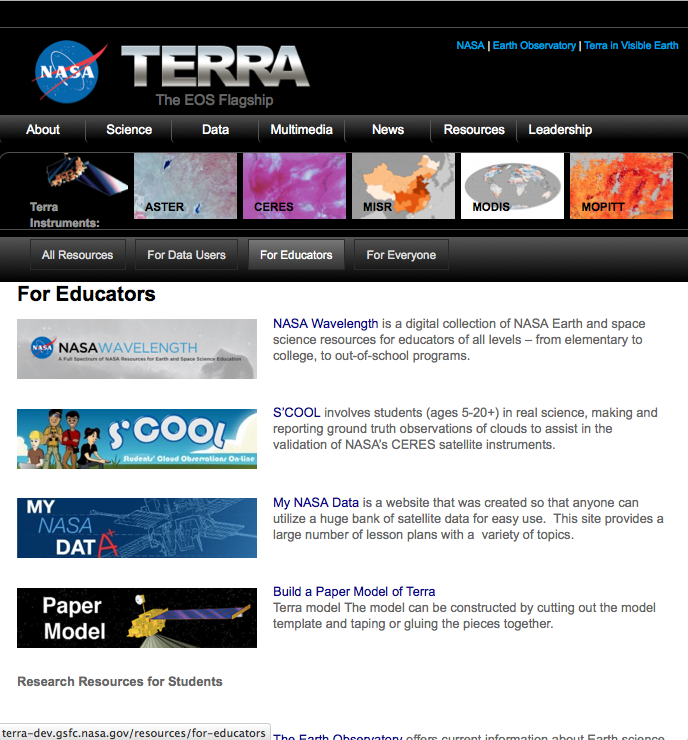 NASA | Earth Observatory | Terra in Visible Earth
NASA
TERRA
The EOS Flagship
About Science Data Multimedia News Resources Leadership
Terra
Instruments:
ASTER CERES MISR MODIS MOPITT
All Resources For Data Users For Educators For Everyone
For Educators
NASA NASAWAVELENGTH
A Full Spectrum of NASA Resources for Earth and Space Science Education
NASA Wavelength is a digital collection of NASA Earth and space
science resources for educators of all levels – from elementary to
college, to out-of-school programs.
S'COOL
Students' Cloud Observations On-Line
S'COOL involves students (ages 5-20+) in real science, making and
reporting ground truth observations of clouds to assist in the
validation of NASA's CERES satellite instruments.
MY
NASA
DATA
My NASA Data is a website that was created so that anyone can
utilize a huge bank of satellite data for easy use.  This site provides a
large number of lesson plans with a  variety of topics.
Paper
Model
Build a Paper Model of Terra
Terra model The model can be constructed by cutting out the model
template and taping or gluing the pieces together.
Research Resources for Students
terra-dev.gsfc.nasa.gov/resources/for-educators
The Earth Observatory offers current information about Earth science